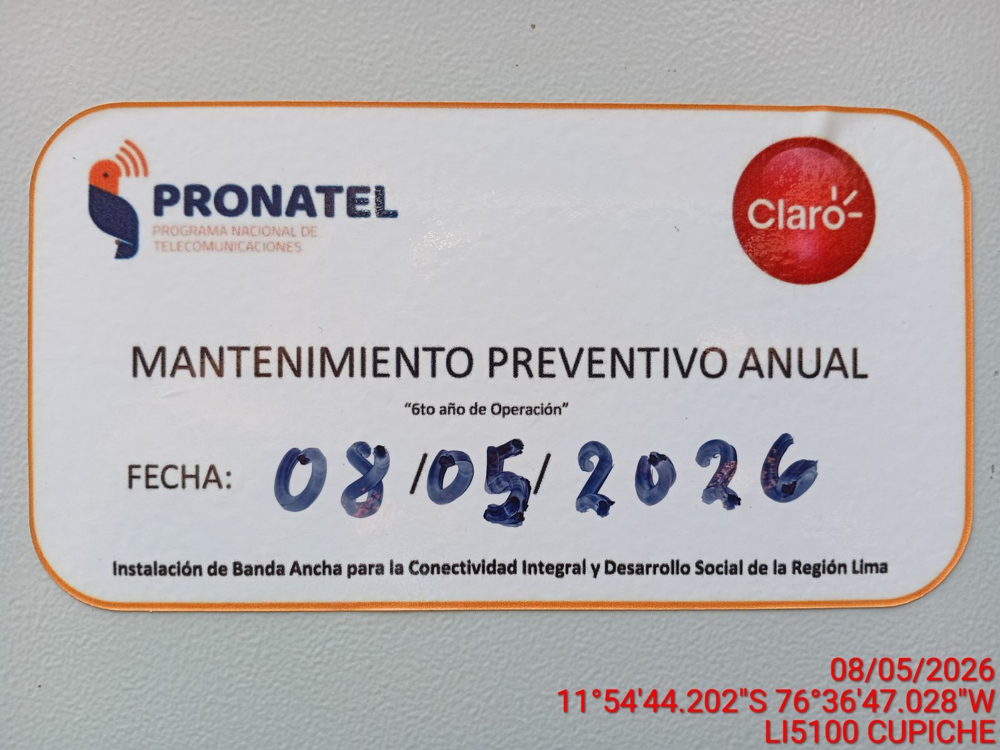 PRONATEL
PROGRAMA NACIONAL DE
TELECOMUNICACIONES
Claro
MANTENIMIENTO PREVENTIVO ANUAL
“6to año de Operación”
FECHA: 08/05/2026
Instalación de Banda Ancha para la Conectividad Integral y Desarrollo Social de la Región Lima
08/05/2026
11°54'44.202"S 76°36'47.028"W
LI5100 CUPICHE